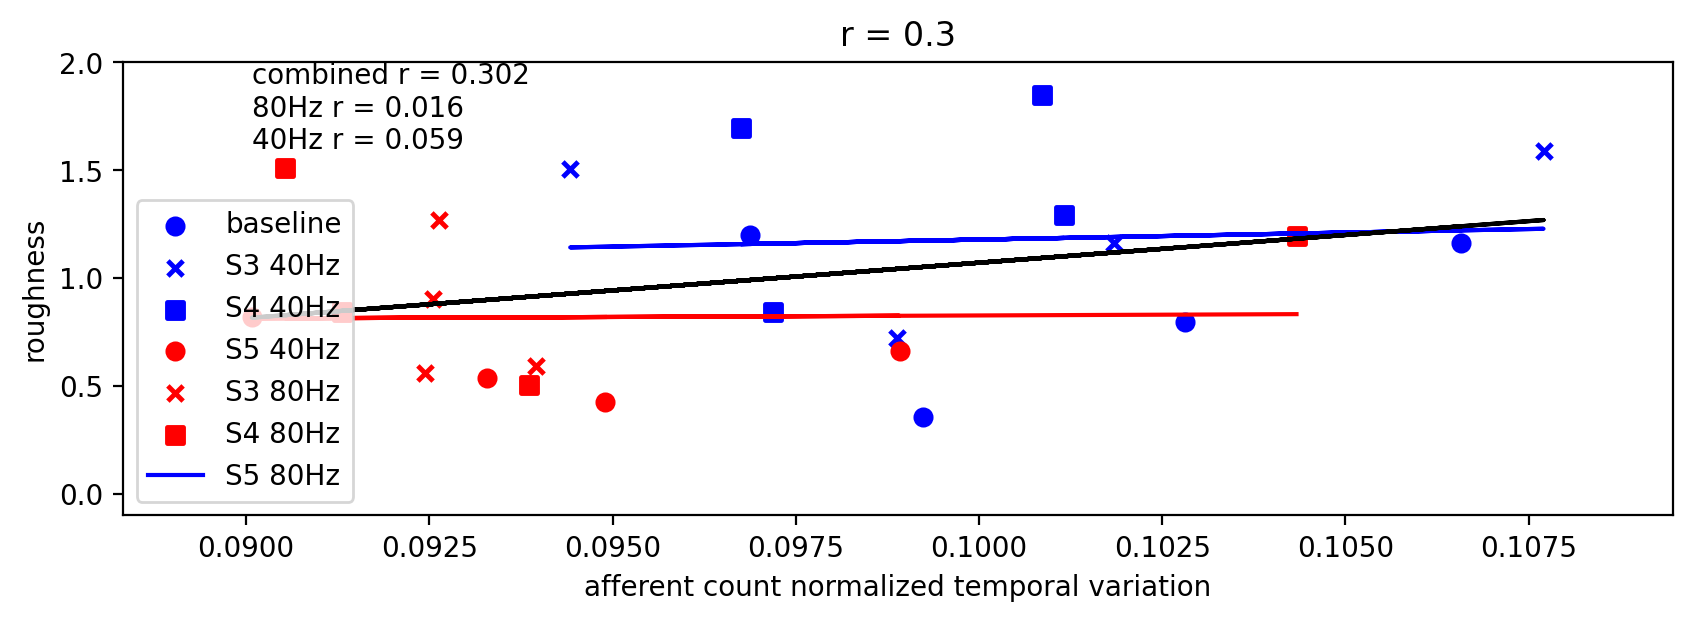 r = 0.3
combined r = 0.302
80Hz r = 0.016
40Hz r = 0.059
baseline
S3 40Hz
S4 40Hz
S5 40Hz
S3 80Hz
S4 80Hz
S5 80Hz
roughness
2.0
1.5
1.0
0.5
0.0
0.0900 0.0925 0.0950 0.0975 0.1000 0.1025 0.1050 0.1075
afferent count normalized temporal variation